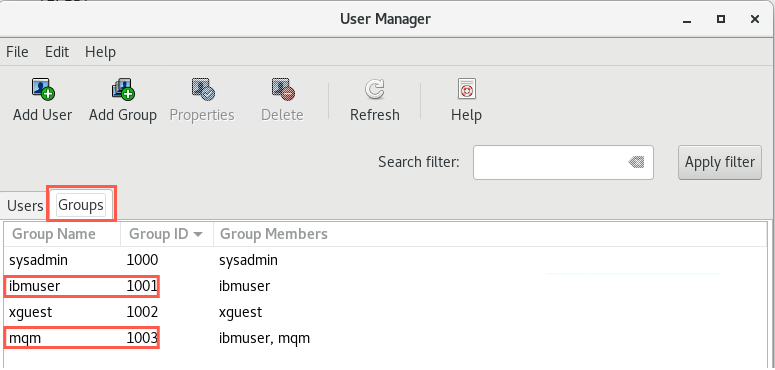 User Manager
File Edit Help
Add User Add Group Properties Delete Refresh Help
Search filter: Apply filter
Users Groups
Group Name Group ID Group Members
sysadmin 1000 sysadmin
ibmuser 1001 ibmuser
xguest 1002 xguest
mqm 1003 ibmuser, mqm